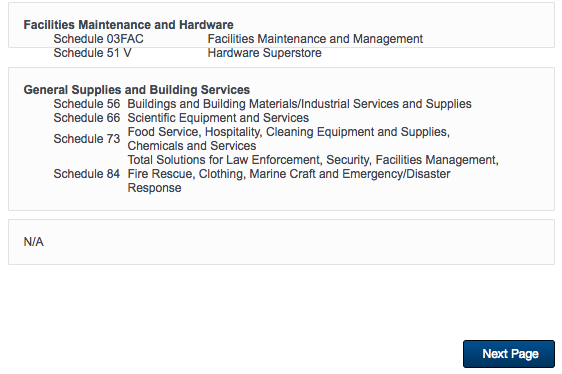 Facilities Maintenance and Hardware
Schedule 03FAC Facilities Maintenance and Management
Schedule 51 V Hardware Superstore
General Supplies and Building Services
Schedule 56 Buildings and Building Materials/Industrial Services and Supplies
Schedule 66 Scientific Equipment and Services
Schedule 73 Food Service, Hospitality, Cleaning Equipment and Supplies,
Chemicals and Services
Total Solutions for Law Enforcement, Security, Facilities Management,
Schedule 84 Fire Rescue, Clothing, Marine Craft and Emergency/Disaster
Response
N/A
Next Page